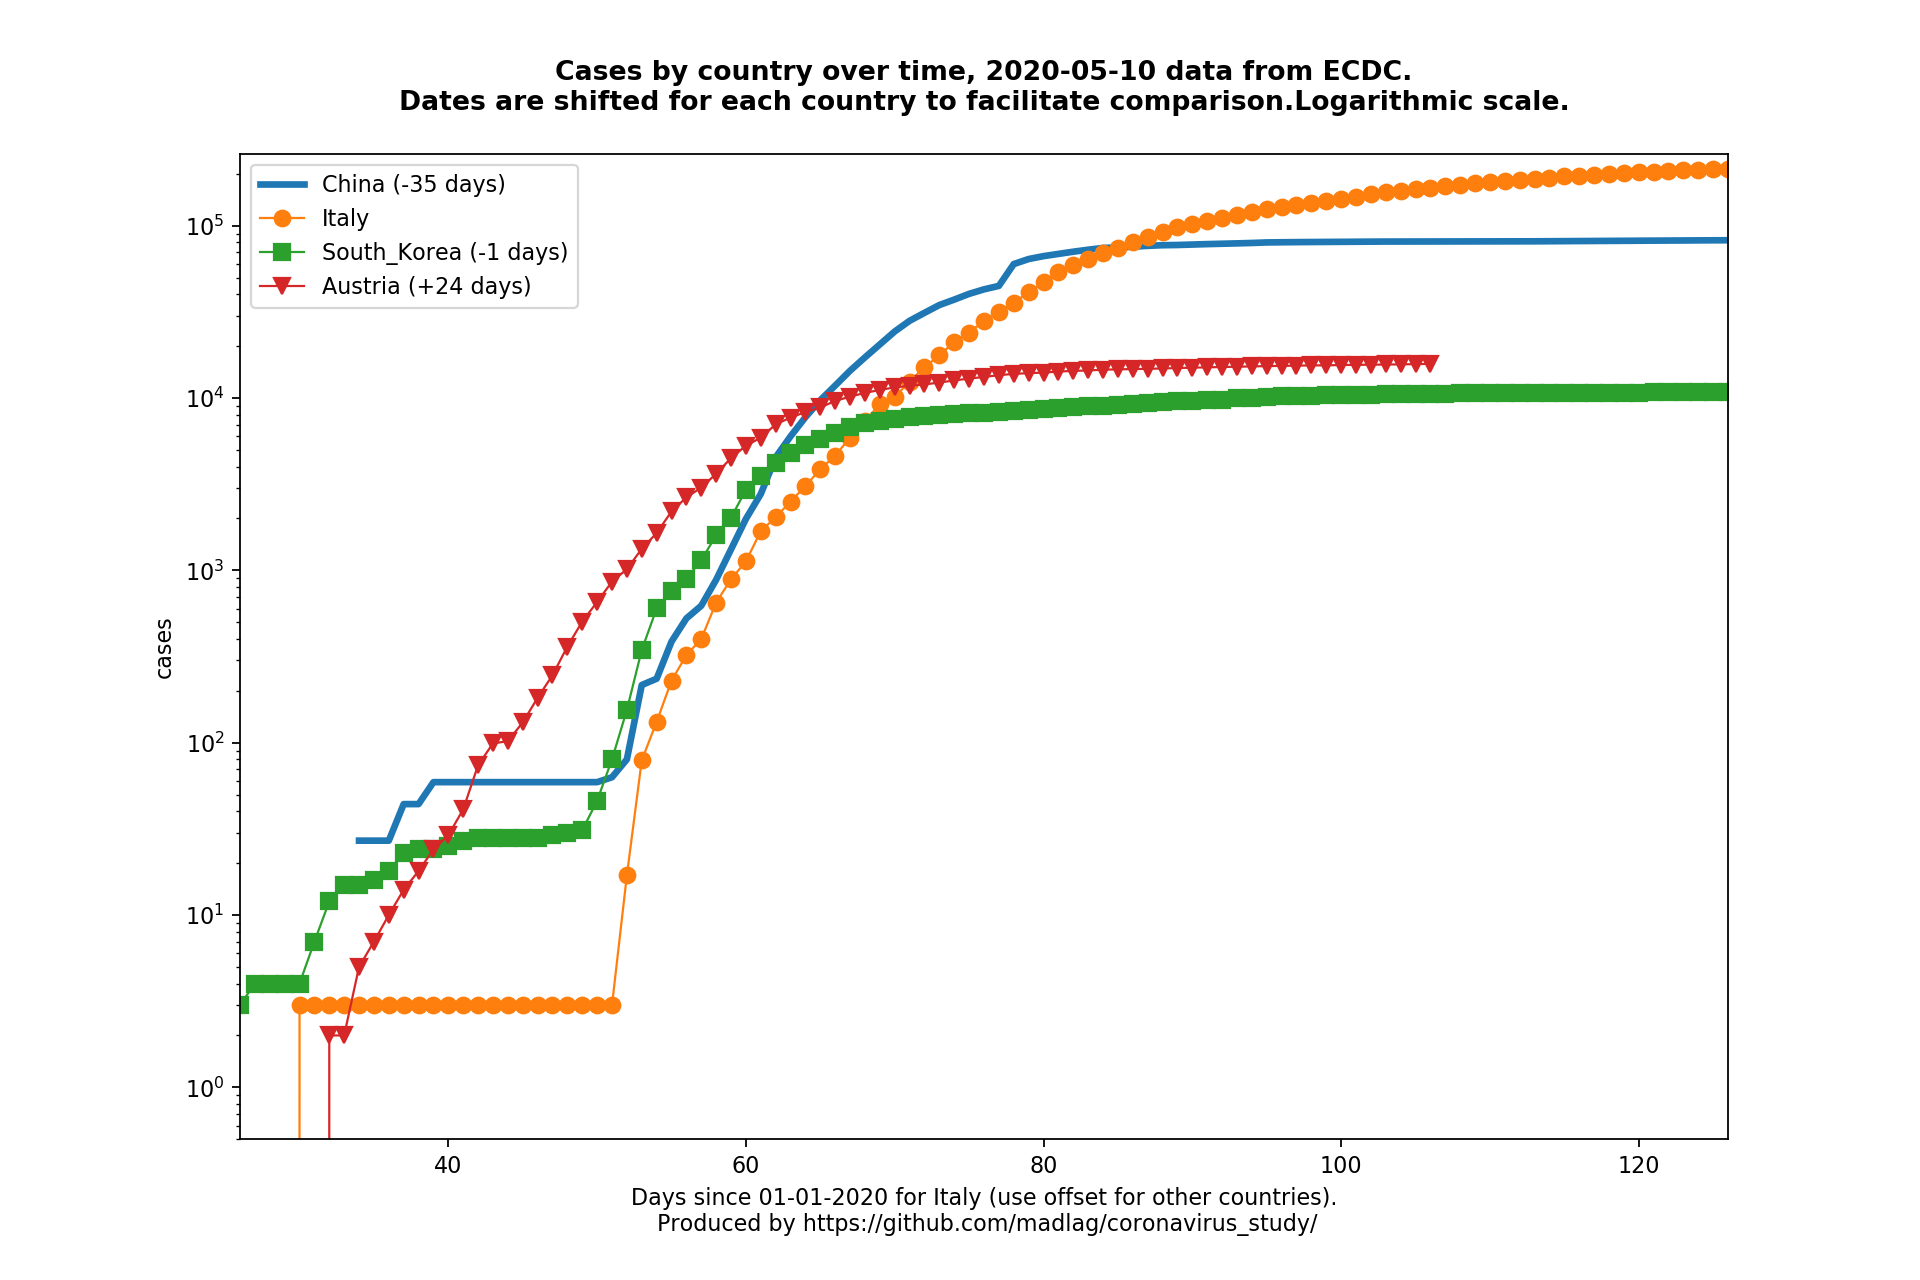 Cases by country over time, 2020-05-10 data from ECDC.
Dates are shifted for each country to facilitate comparison.Logarithmic scale.
China (-35 days)
Italy
South_Korea (-1 days)
Austria (+24 days)
10^5
10^4
10^3
10^2
10^1
10^0
cases
40 60 80 100 120
Days since 01-01-2020 for Italy (use offset for other countries).
Produced by https://github.com/madlag/coronavirus_study/